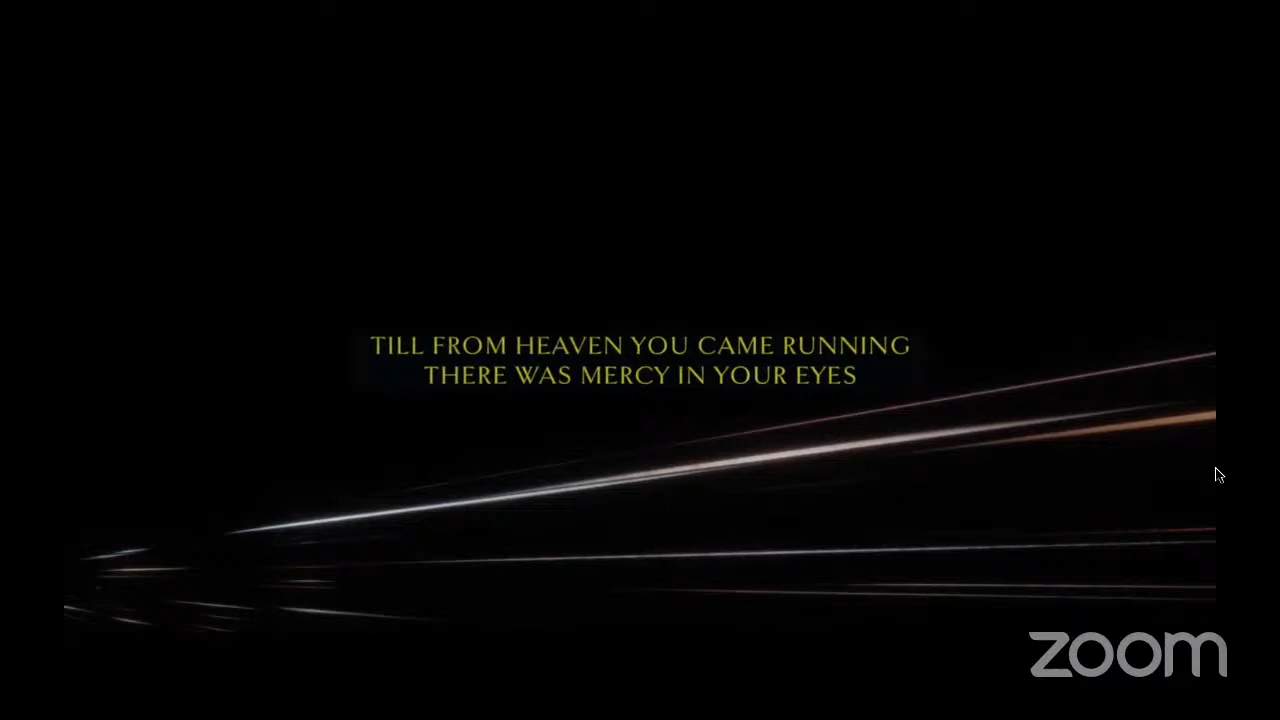 TILL FROM HEAVEN YOU CAME RUNNING
THERE WAS MERCY IN YOUR EYES
zoom